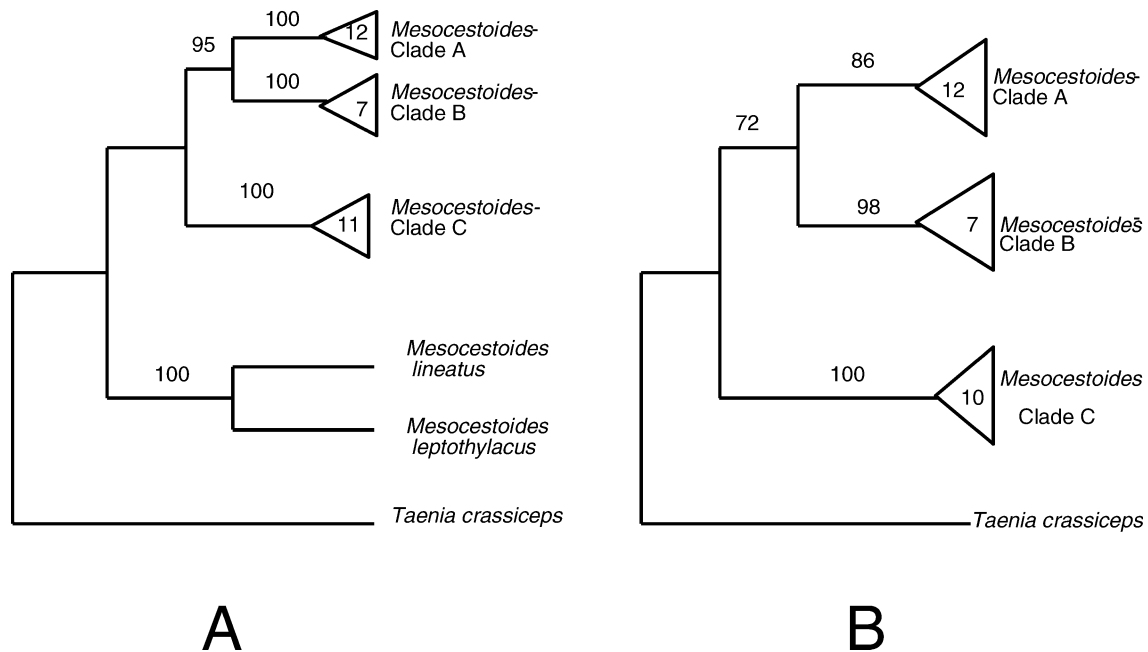 100
12
Mesocestoides-
Clade A
95
100
7
Mesocestoides-
Clade B
100
11
Mesocestoides-
Clade C
100
Mesocestoides
lineatus
Mesocestoides
leptothylacus
Taenia crassiceps
A
86
12
Mesocestoides-
Clade A
72
98
7
Mesocestoides-
Clade B
100
10
Mesocestoides
Clade C
Taenia crassiceps
B